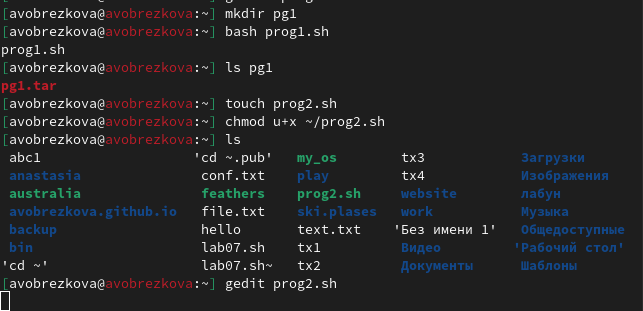 [avobrezkova@avobrezkova:~] mkdir pg1
[avobrezkova@avobrezkova:~] bash prog1.sh
prog1.sh
[avobrezkova@avobrezkova:~] ls pg1
pg1.tar
[avobrezkova@avobrezkova:~] touch prog2.sh
[avobrezkova@avobrezkova:~] chmod u+x ~/prog2.sh
[avobrezkova@avobrezkova:~] ls
abc1 'cd ~.pub' my_os tx3 Загрузки
anastasia conf.txt play tx4 Изображения
australia feathers prog2.sh website лабун
avobrezkova.github.io file.txt ski.plases work Музыка
backup hello text.txt 'Без имени 1' Общедоступные
bin lab07.sh tx1 Видео 'Рабочий стол'
'cd ~' lab07.sh~ tx2 Документы Шаблоны
[avobrezkova@avobrezkova:~] gedit prog2.sh